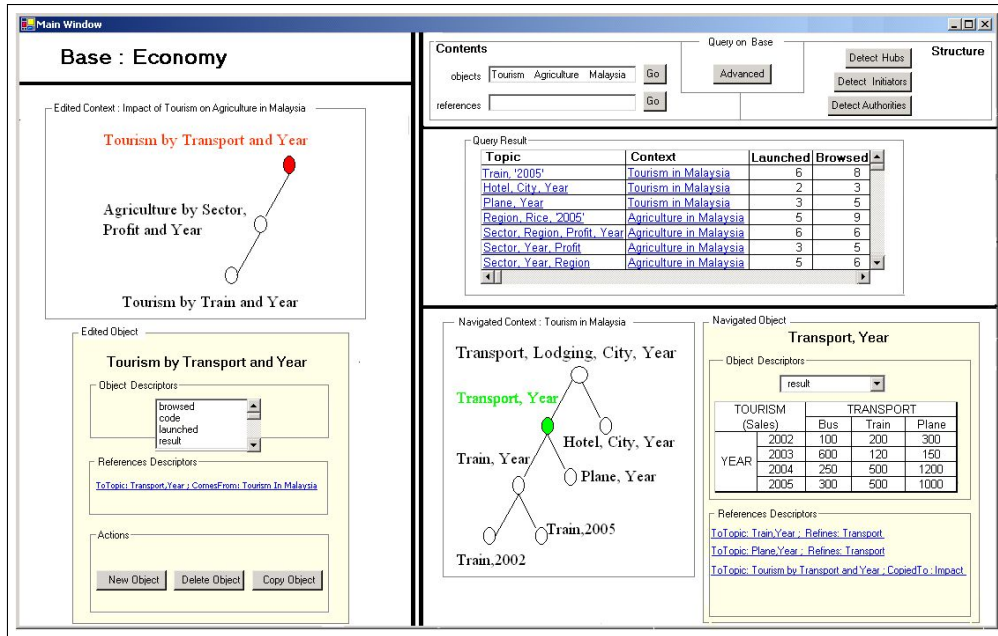 Main Window
Base : Economy
Edited Context : Impact of Tourism on Agriculture in Malaysia
Tourism by Transport and Year
Agriculture by Sector,
Profit and Year
Tourism by Train and Year
Edited Object
Tourism by Transport and Year
Object Descriptors
browsed
code
launched
result
References Descriptors
ToTopic: Transport,Year ; ComesFrom: Tourism In Malaysia
Actions
New Object Delete Object Copy Object
Contents
objects Tourism Agriculture Malaysia Go
references Go
Query on Base
Advanced
Structure
Detect Hubs
Detect Initiators
Detect Authorities
Query Result
Topic Context Launched Browsed
Train, '2005' Tourism in Malaysia 6 8
Hotel, City, Year Tourism in Malaysia 2 3
Plane, Year Tourism in Malaysia 3 5
Region, Rice, '2005' Agriculture in Malaysia 5 9
Sector, Region, Profit, Year Agriculture in Malaysia 6 6
Sector, Year, Profit Agriculture in Malaysia 3 5
Sector, Year, Region Agriculture in Malaysia 5 6
Navigated Context : Tourism in Malaysia
Transport, Lodging, City, Year
Transport, Year
Hotel, City, Year
Train, Year
Plane, Year
Train,2005
Train,2002
Navigated Object
Transport, Year
Object Descriptors
result
TOURISM TRANSPORT
(Sales) Bus Train Plane
YEAR 2002 100 200 300
2003 600 120 150
2004 250 500 1200
2005 300 500 1000
References Descriptors
ToTopic: Train,Year ; Refines: Transport
ToTopic: Plane,Year ; Refines: Transport
ToTopic: Tourism by Transport and Year ; CopiedTo : Impact